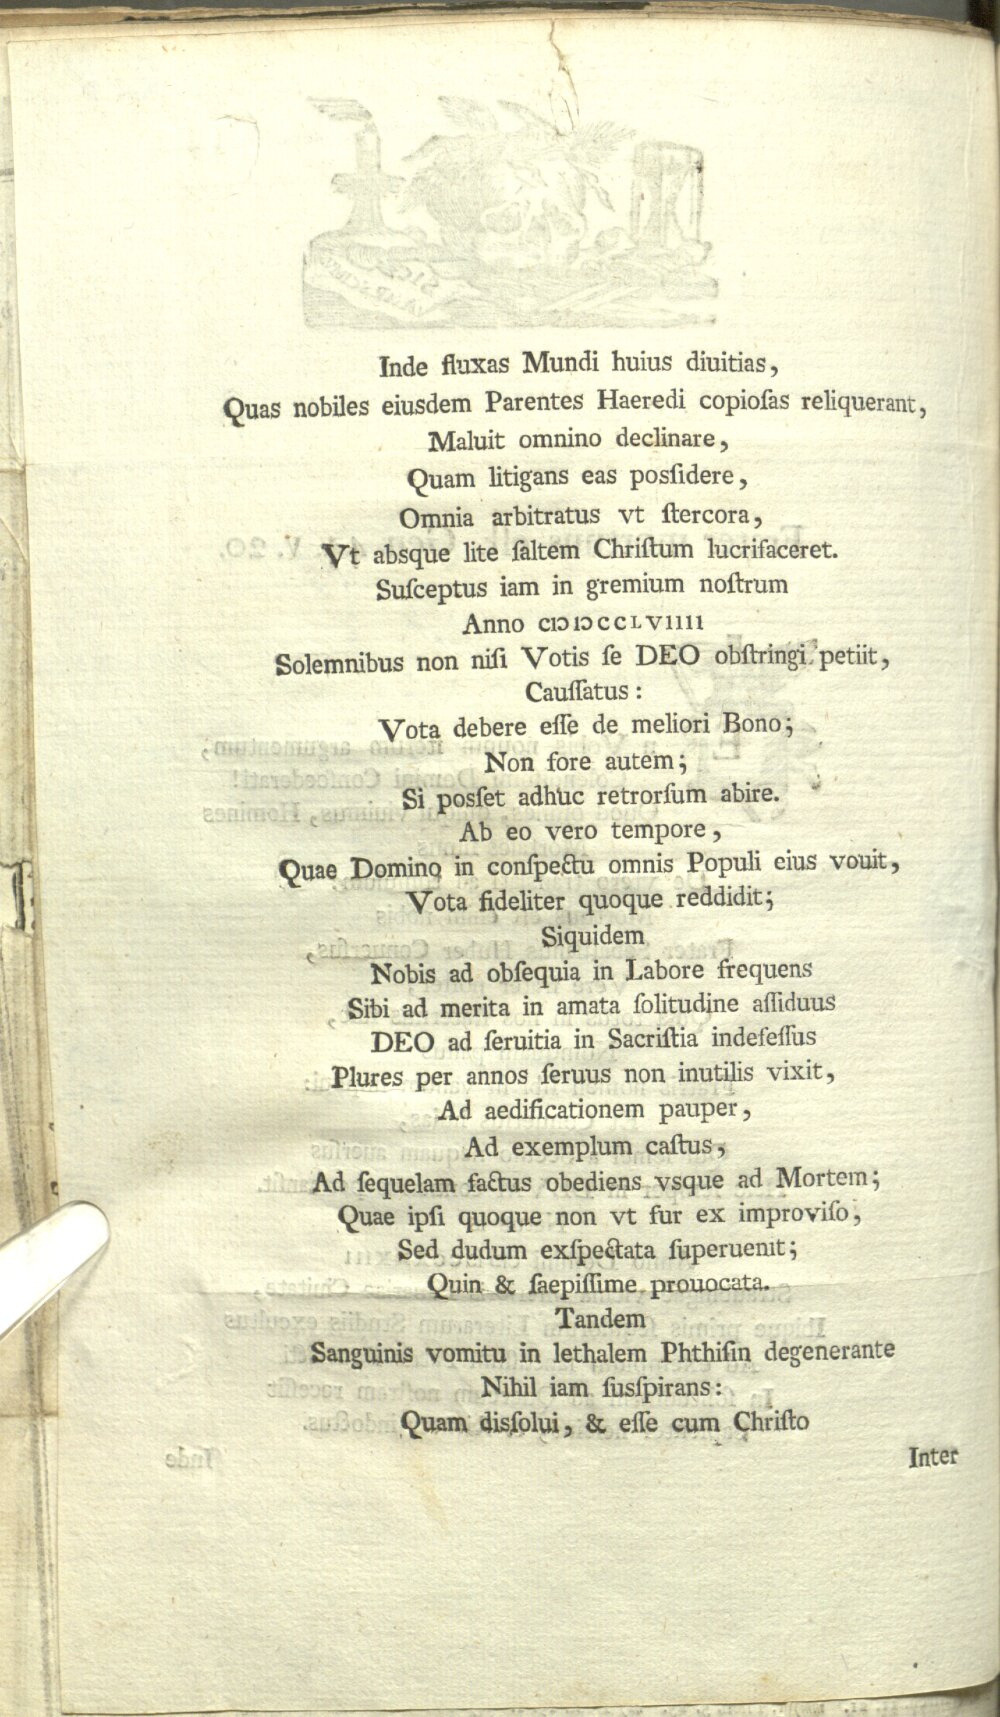 Inde fluxas Mundi huius diuitias,
Quas nobiles eiusdem Parentes Haeredi copioſas reliquerant,
Maluit omnino declinare,
Quam litigans eas posſidere,
Omnia arbitratus vt ſtercora,
Vt absque lite ſaltem Chriſtum lucrifaceret.
Suſceptus iam in gremium noſtrum
Anno cIɔ Iɔ ccLVIIII
Solemnibus non niſi Votis ſe DEO obſtringi petiit,
Cauſſatus:
Vota debere eſſe de meliori Bono;
Non fore autem;
Si posſet adhuc retrorſum abire.
Ab eo vero tempore,
Quae Domino in conſpectu omnis Populi eius vouit,
Vota fideliter quoque reddidit;
Siquidem
Nobis ad obſequia in Labore frequens
Sibi ad merita in amata ſolitudine aſſiduus
DEO ad ſeruitia in Sacriſtia indefeſſus
Plures per annos ſeruus non inutilis vixit,
Ad aedificationem pauper,
Ad exemplum caſtus,
Ad ſequelam factus obediens vsque ad Mortem;
Quae ipſi quoque non vt fur ex improviſo,
Sed dudum exſpectata ſuperuenit;
Quin & ſaepiſſime prouocata.
Tandem
Sanguinis vomitu in lethalem Phthiſin degenerante
Nihil iam ſusſpirans:
Quam disſolui, & eſſe cum Chriſto
Inter